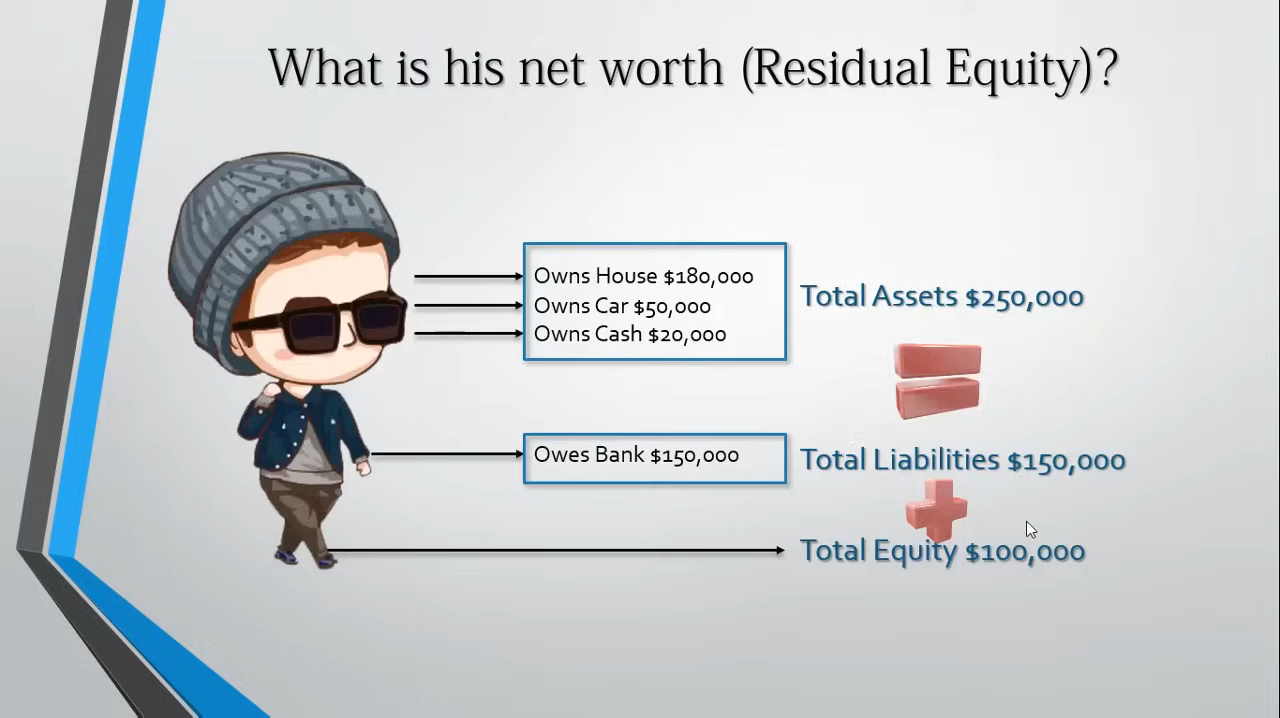 What is his net worth (Residual Equity)?
Owns House $180,000
Owns Car $50,000
Owns Cash $20,000
Total Assets $250,000
Owes Bank $150,000
Total Liabilities $150,000
Total Equity $100,000